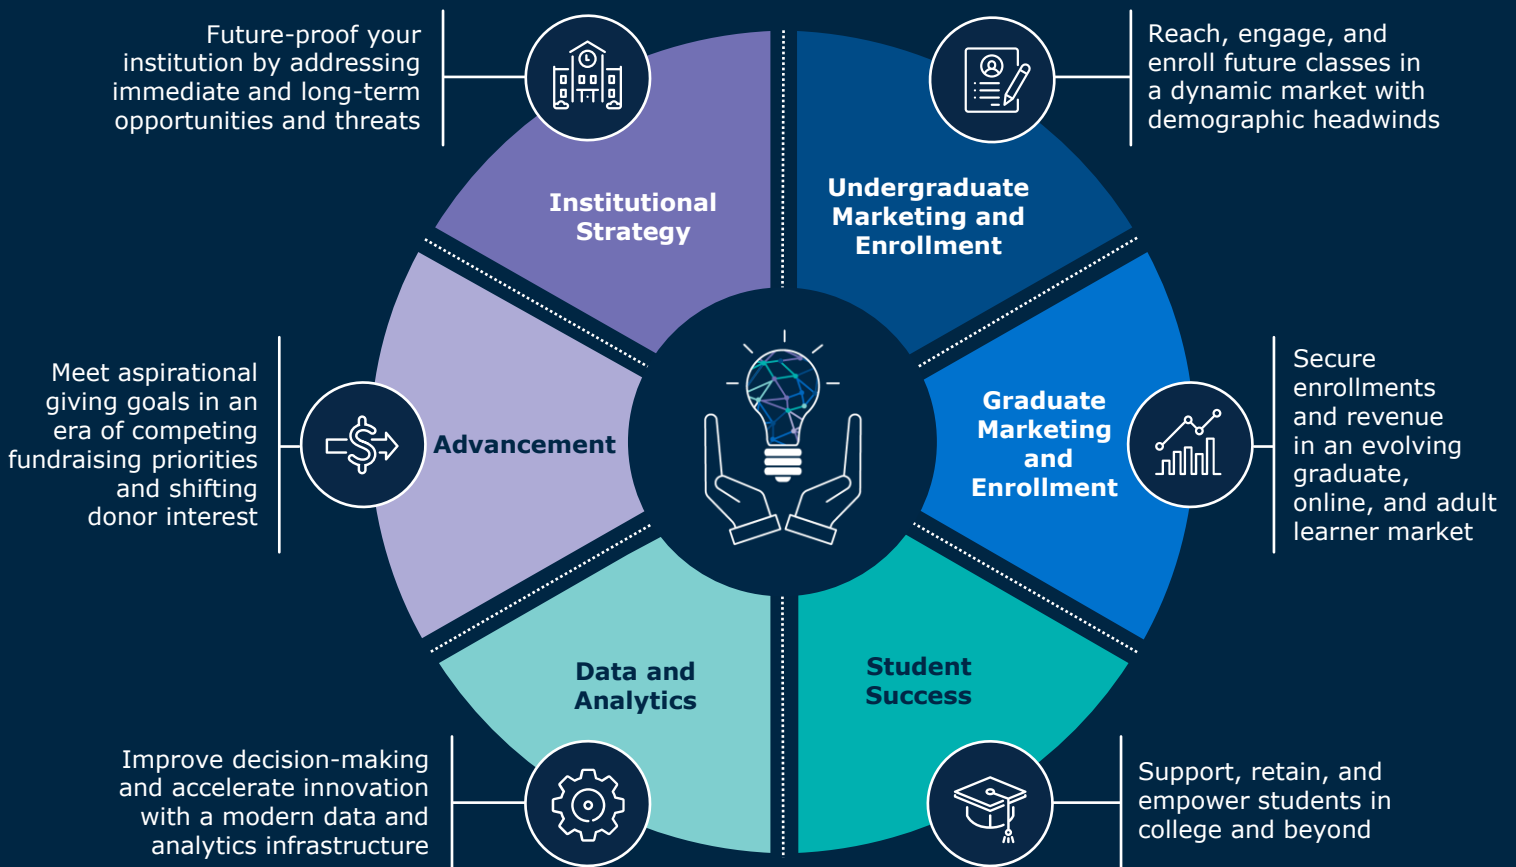 Future-proof your
institution by addressing
immediate and long-term
opportunities and threats
Institutional
Strategy
Reach, engage, and
enroll future classes in
a dynamic market with
demographic headwinds
Undergraduate
Marketing and
Enrollment
Meet aspirational
giving goals in an
era of competing
fundraising priorities
and shifting
donor interest
Advancement
Graduate
Marketing
and
Enrollment
Secure
enrollments
and revenue
in an evolving
graduate,
online, and adult
learner market
Data and
Analytics
Improve decision-making
and accelerate innovation
with a modern data and
analytics infrastructure
Student
Success
Support, retain, and
empower students in
college and beyond